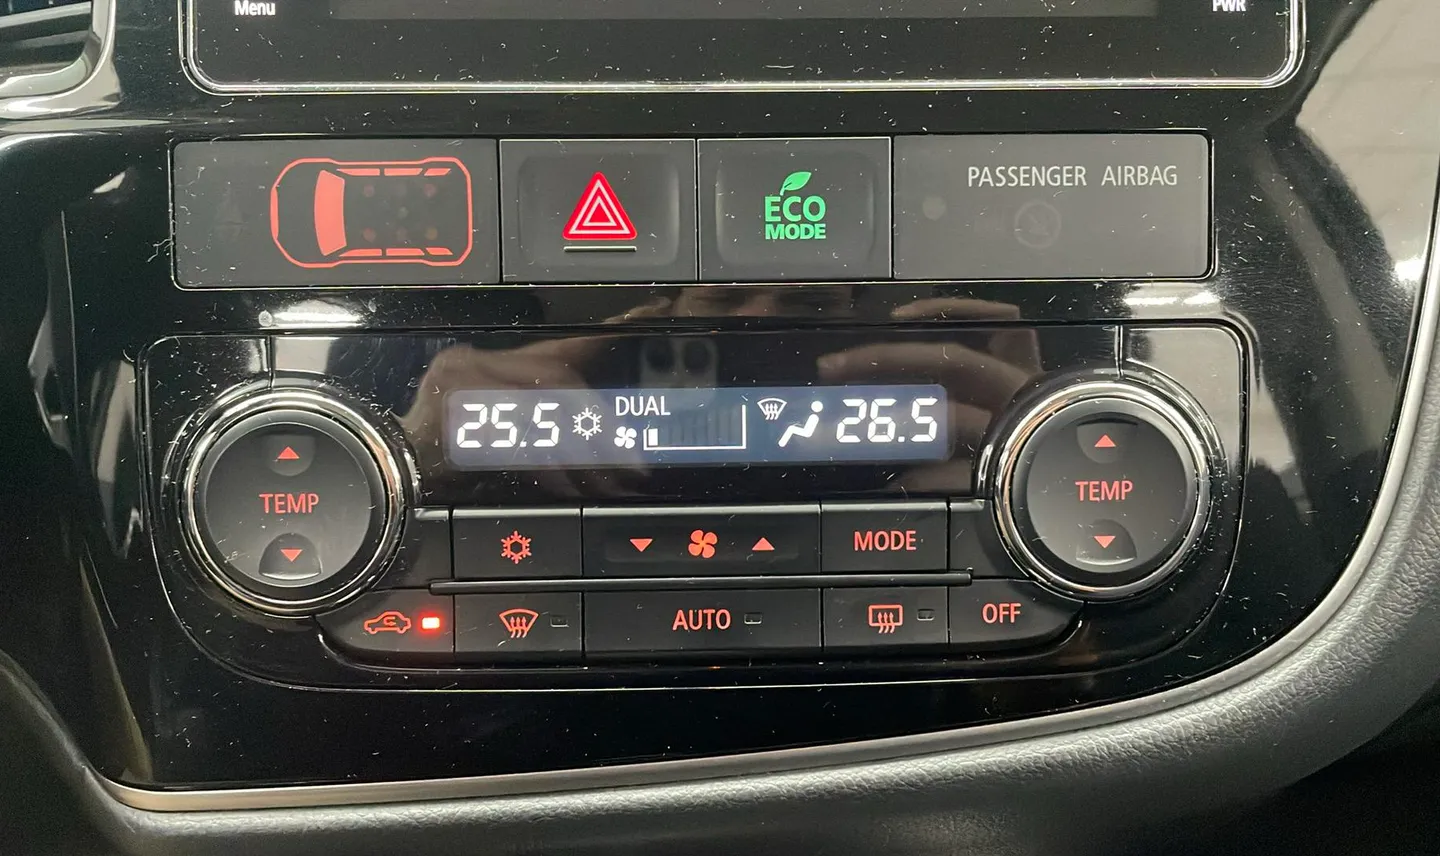 Menu
PWR
ECO
MODE
PASSENGER AIRBAG
25.5
DUAL
26.5
TEMP
TEMP
MODE
AUTO
OFF